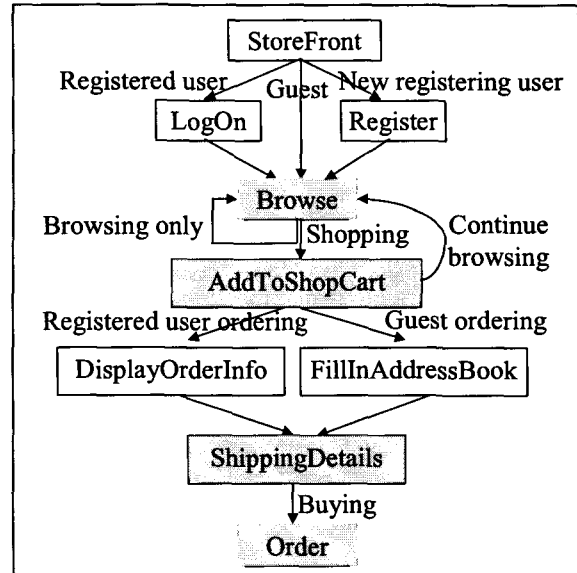 StoreFront
Registered user
Guest
New registering user
LogOn
Register
Browse
Browsing only
Shopping
Continue
browsing
AddToShopCart
Registered user ordering
Guest ordering
DisplayOrderInfo
FillInAddressBook
ShippingDetails
Buying
Order